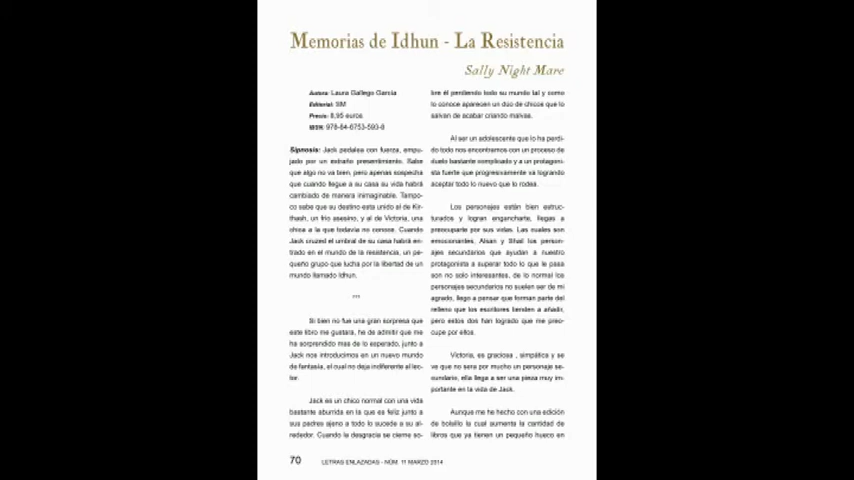 Memorias de Idhun - La Resistencia
Sally Night Mare
Autora: Laura Gallego García
Editorial: SM
Precio: 8,95 euros
ISBN: 978-84-6753-593-8
Sipnosis: Jack pedalea con fuerza, empu-
jado por un extraño presentimiento. Sabe
que algo no va bien, pero apenas sospecha
que cuando llegue a su casa su vida habrá
cambiado de manera inimaginable. Tampo-
co sabe que su destino esta unido al de Kir-
thash, un frio asesino, y al de Victoria, una
chica a la que todavía no conoce. Cuando
Jack cruzed el umbral de su casa habrá en-
trado en el mundo de la resistencia, un pe-
queño grupo que lucha por la libertad de un
mundo llamado Idhun.
***
Si bien no fue una gran sorpresa que
este libro me gustara, he de admitir que me
ha sorprendido mas de lo esperado, junto a
Jack nos introducimos en un nuevo mundo
de fantasía, el cual no deja indiferente al lec-
tor.
Jack es un chico normal con una vida
bastante aburrida en la que es feliz junto a
sus padres ajeno a todo lo sucede a su al-
rededor. Cuando la desgracia se cierne so-
bre él perdiendo todo su mundo tal y como
lo conoce aparecen un dúo de chicos que lo
salvan de acabar criando malvas.
Al ser un adolescente que lo ha perdi-
do todo nos encontramos con un proceso de
duelo bastante complicado y a un protagoni-
sta fuerte que progresivamente va logrando
aceptar todo lo nuevo que lo rodea.
Los personajes están bien estruc-
turados y logran engancharte, llegas a
preocuparte por sus vidas. Las cuales son
emocionantes, Alsan y Shail los person-
ajes secundarios que ayudan a nuestro
protagonista a superar todo lo que le pasa
son no solo interesantes, de lo normal los
personajes secundarios no suelen ser de mi
agrado, llego a pensar que forman parte del
relleno que los escritores tienden a añadir,
pero estos dos han logrado que me preo-
cupe por ellos.
Victoria, es graciosa , simpática y se
ve que no sera por mucho un personaje se-
cundario, ella llega a ser una pieza muy im-
portante en la vida de Jack.
Aunque me he hecho con una edición
de bolsillo la cual aumenta la cantidad de
libros que ya tienen un pequeño hueco en
70 LETRAS ENLAZADAS - NÚM. 11 MARZO 2014